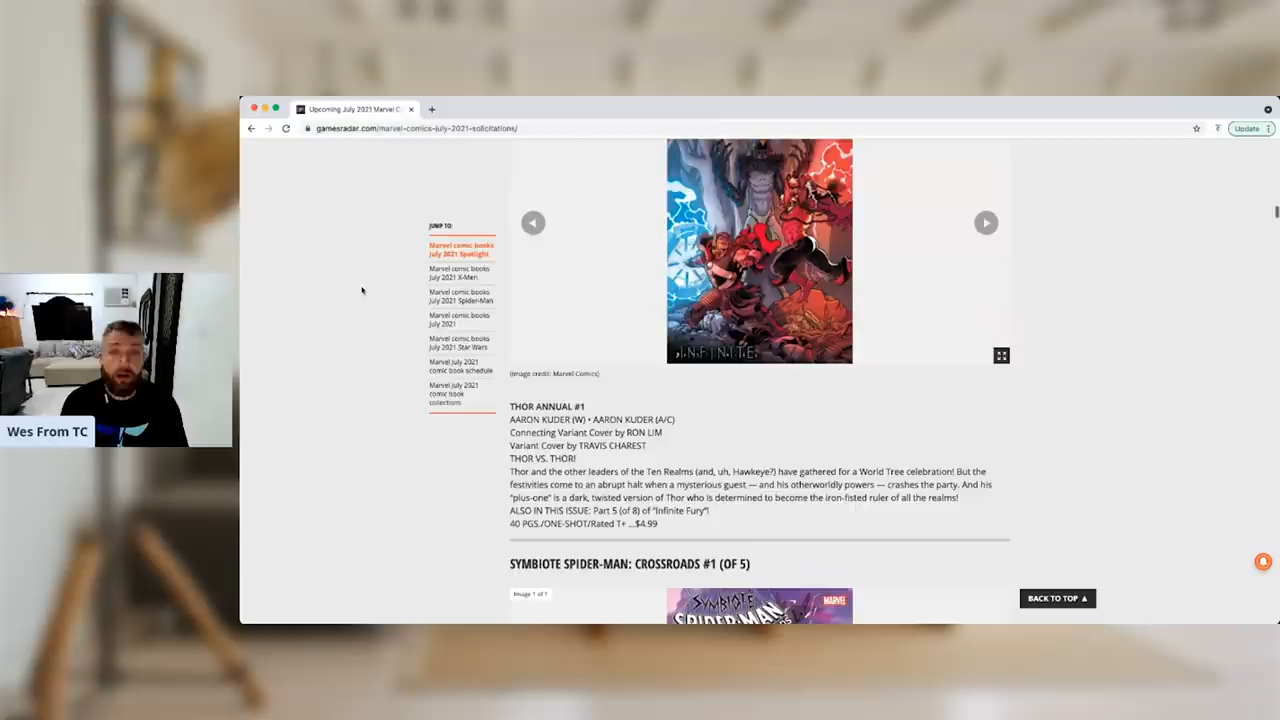 Upcoming July 2021 Marvel C
gamesradar.com/marvel-comics-july-2021-solicitations/
Update
JUMP TO:
Marvel comic books
July 2021 Spotlight
Marvel comic books
July 2021 X-Men
Marvel comic books
July 2021 Spider-Man
Marvel comic books
July 2021
Marvel comic books
July 2021 Star Wars
Marvel July 2021
comic book schedule
Marvel July 2021
comic book
collections
INFINITE
(Image credit: Marvel Comics)
THOR ANNUAL #1
AARON KUDER (W) • AARON KUDER (A/C)
Connecting Variant Cover by RON LIM
Variant Cover by TRAVIS CHAREST
THOR VS. THOR!
Thor and the other leaders of the Ten Realms (and, uh, Hawkeye?) have gathered for a World Tree celebration! But the
festivities come to an abrupt halt when a mysterious guest — and his otherworldly powers — crashes the party. And his
"plus-one" is a dark, twisted version of Thor who is determined to become the iron-fisted ruler of all the realms!
ALSO IN THIS ISSUE: Part 5 (of 8) of "Infinite Fury"!
40 PGS./ONE-SHOT/Rated T+ ...$4.99
SYMBIOTE SPIDER-MAN: CROSSROADS #1 (OF 5)
Image 1 of 1
SYMBIOTE
SPIDER-MAN
MARVEL
BACK TO TOP ▲
Wes From TC